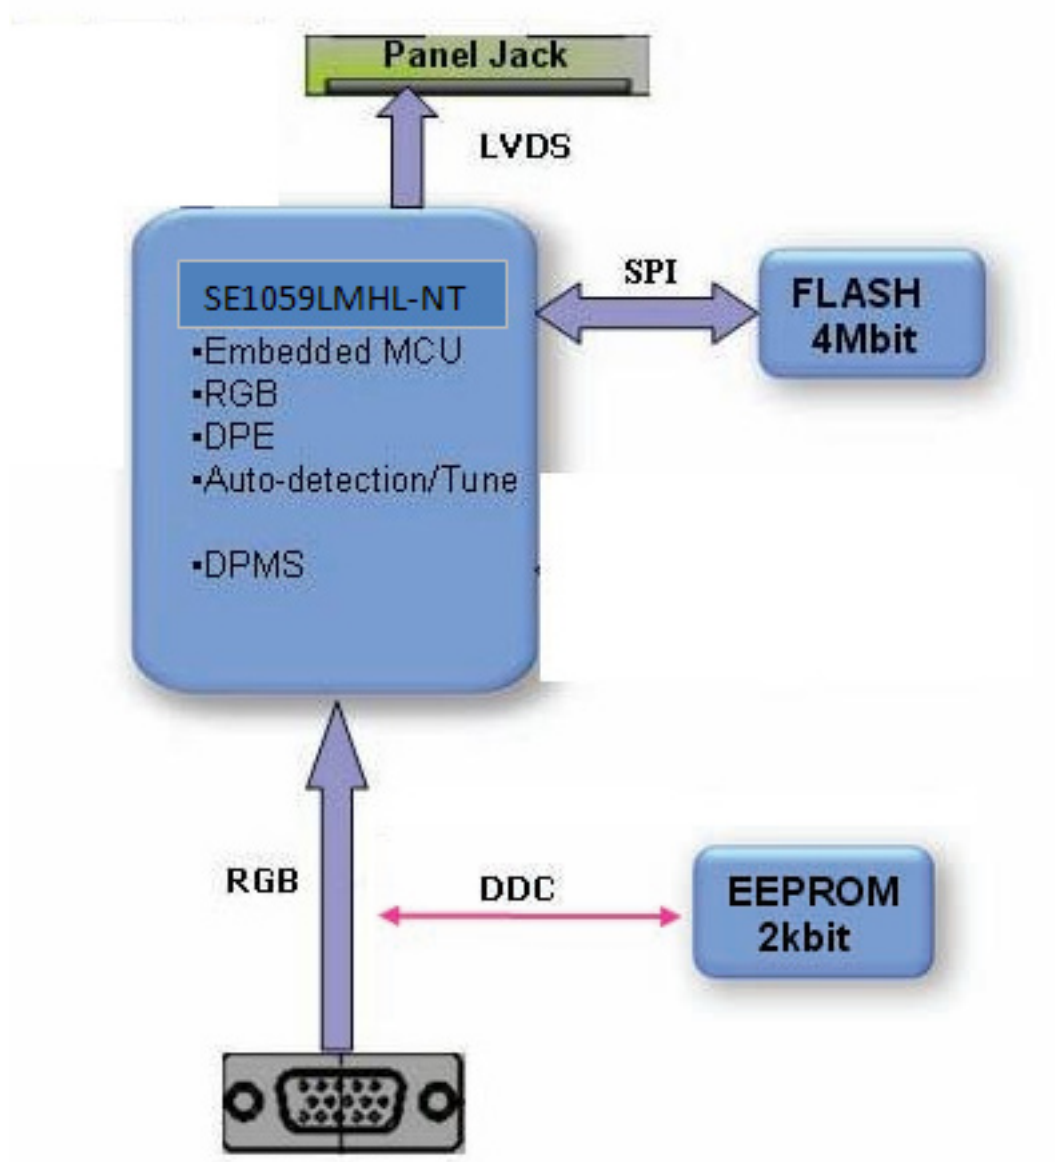 Panel Jack
LVDS
SE1059LMHL-NT
▪Embedded MCU
▪RGB
▪DPE
▪Auto-detection/Tune
▪DPMS
SPI
FLASH
4Mbit
RGB
DDC
EEPROM
2kbit